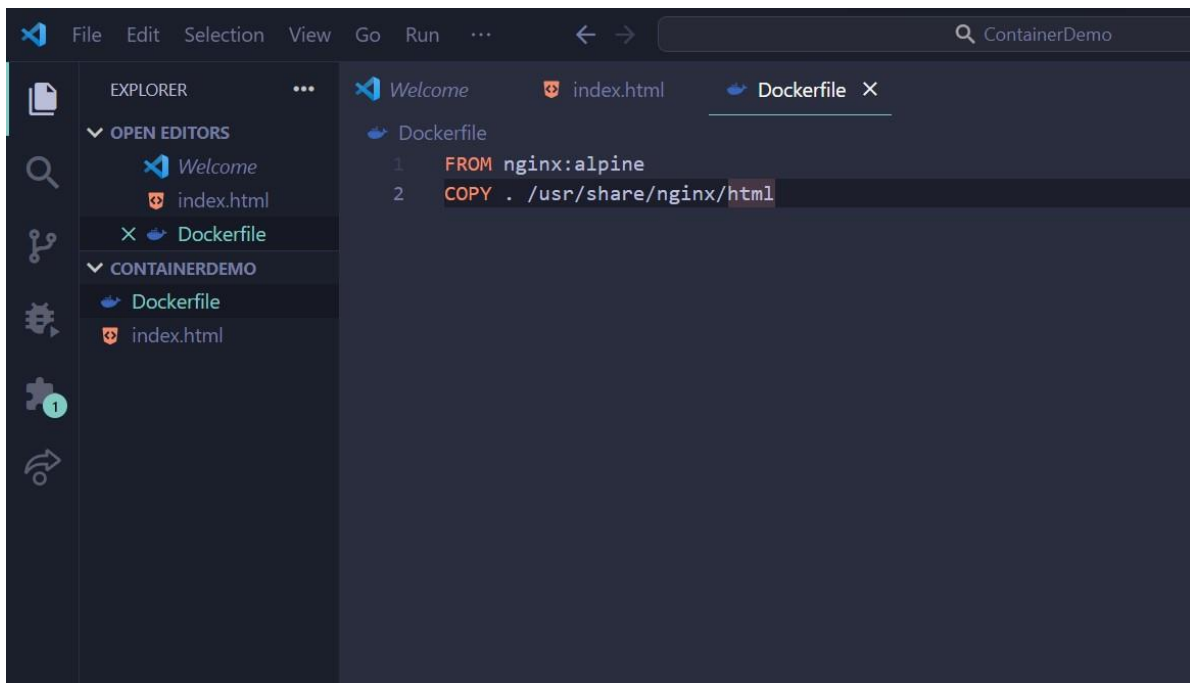 File Edit Selection View Go Run ... ContainerDemo
EXPLORER ...
OPEN EDITORS
Welcome
index.html
Dockerfile
CONTAINERDEMO
Dockerfile
index.html
1
Welcome index.html Dockerfile
Dockerfile
1 FROM nginx:alpine
2 COPY . /usr/share/nginx/html